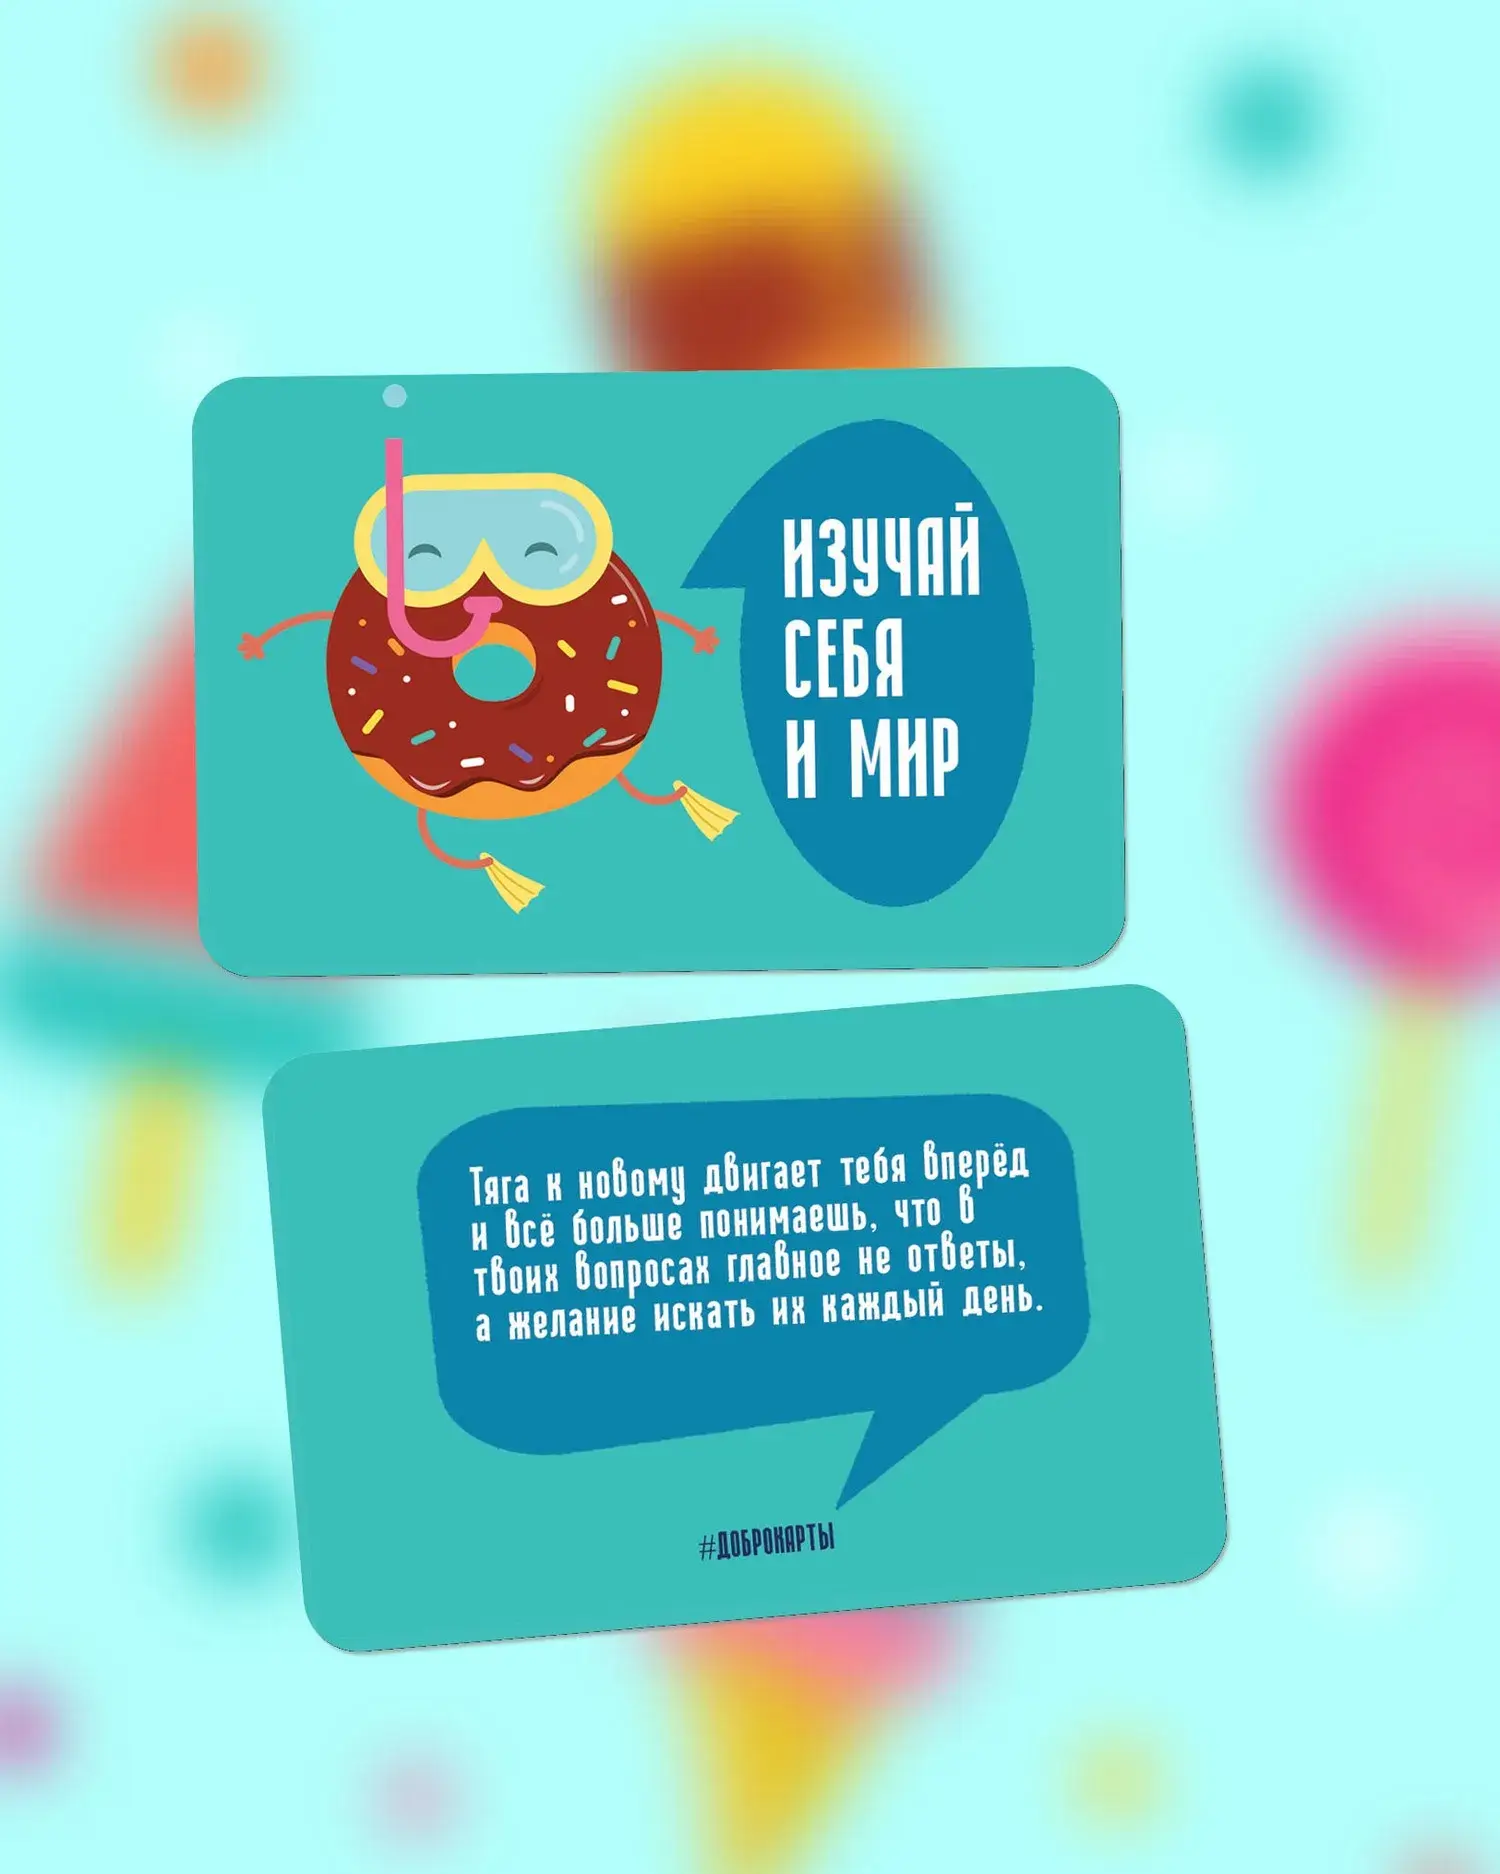 ИЗУЧАЙ
СЕБЯ
И МИР
Тяга к новому двигает тебя вперёд
и всё больше понимаешь, что в
твоих вопросах главное не ответы,
а желание искать их каждый день.
#ДОБРОКАРТЫ